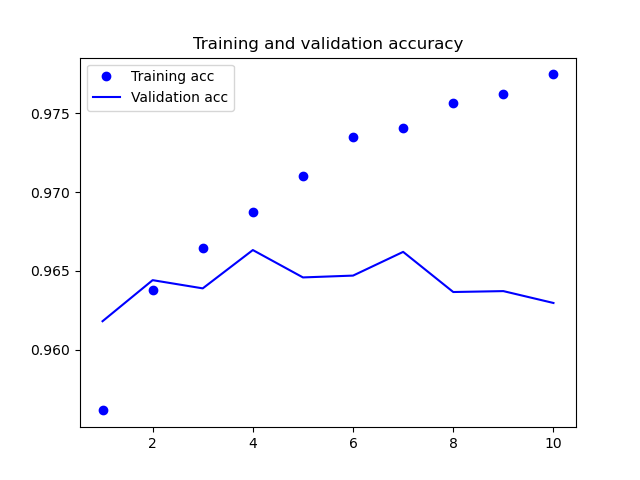 Training and validation accuracy
Training acc
Validation acc
0.975
0.970
0.965
0.960
2 4 6 8 10